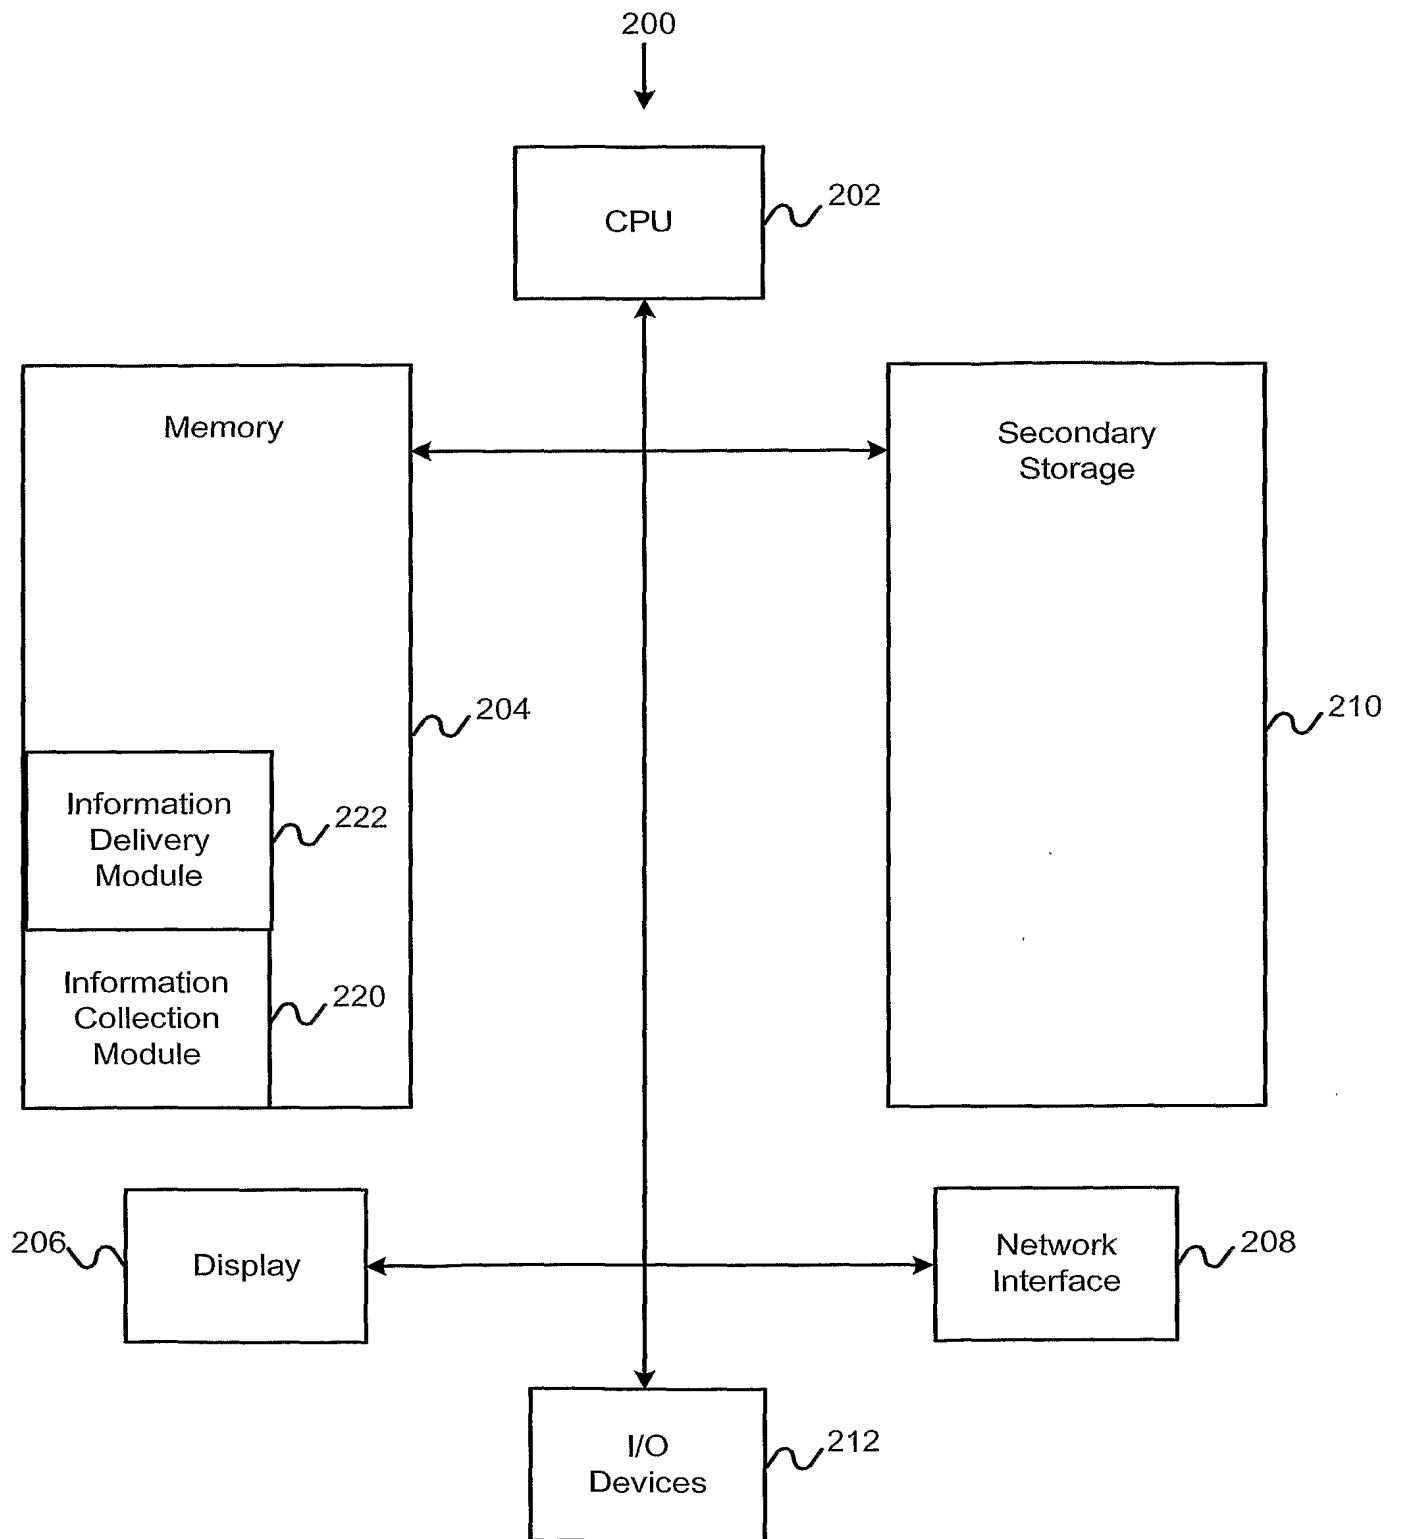 200
CPU
202
Memory
Secondary
Storage
204
210
Information
Delivery
Module
222
Information
Collection
Module
220
206
Display
Network
Interface
208
I/O
Devices
212